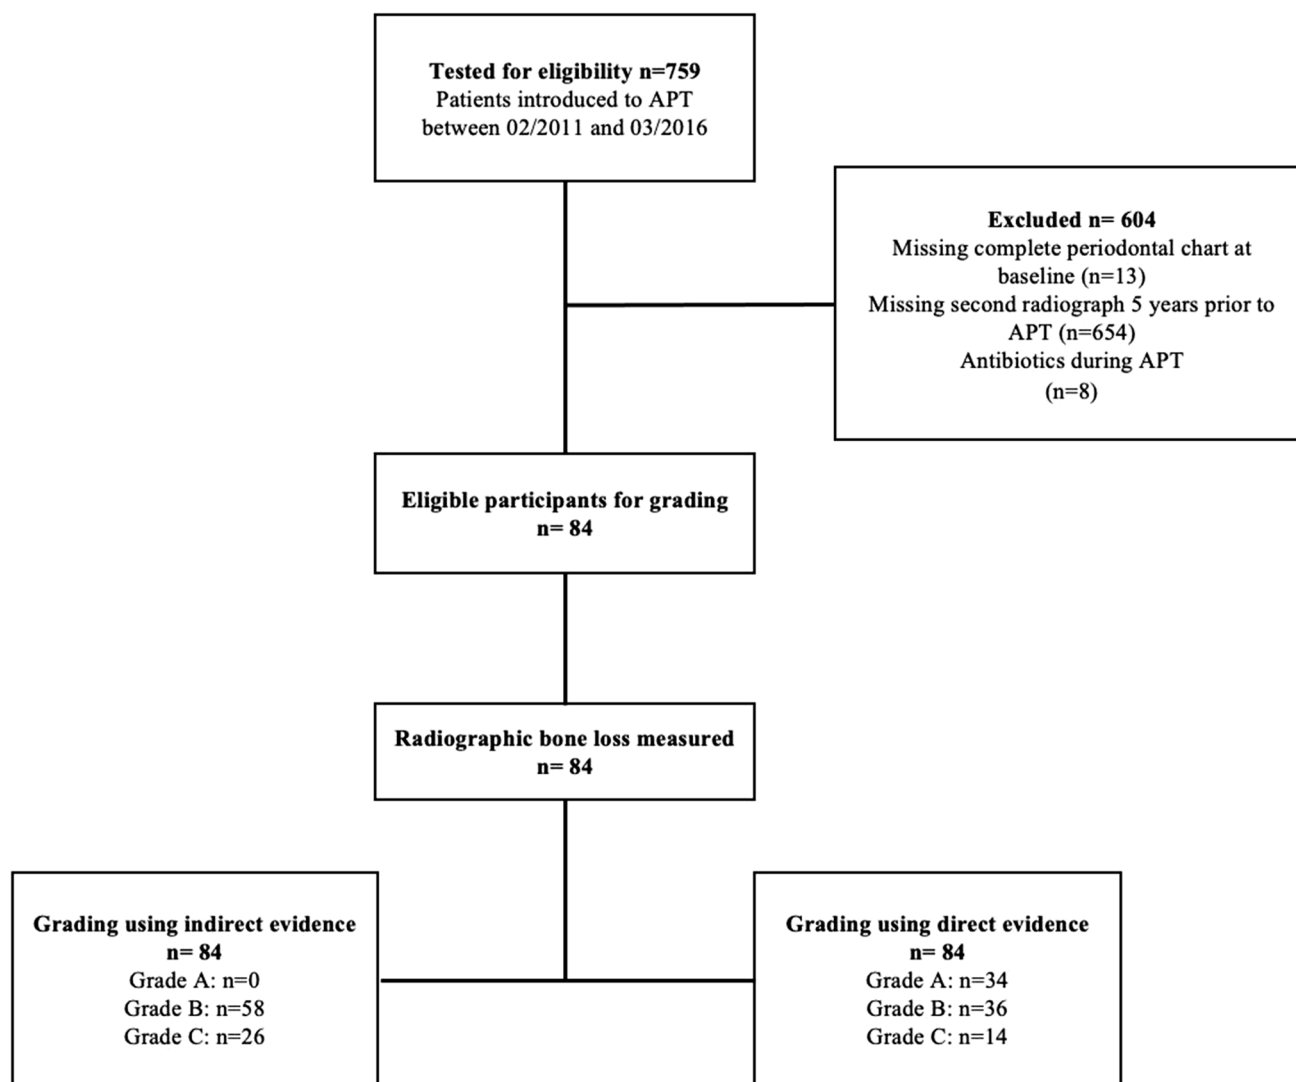 Tested for eligibility n=759
Patients introduced to APT
between 02/2011 and 03/2016
Excluded n= 604
Missing complete periodontal chart at
baseline (n=13)
Missing second radiograph 5 years prior to
APT (n=654)
Antibiotics during APT
(n=8)
Eligible participants for grading
n= 84
Radiographic bone loss measured
n= 84
Grading using indirect evidence
n= 84
Grade A: n=0
Grade B: n=58
Grade C: n=26
Grading using direct evidence
n= 84
Grade A: n=34
Grade B: n=36
Grade C: n=14